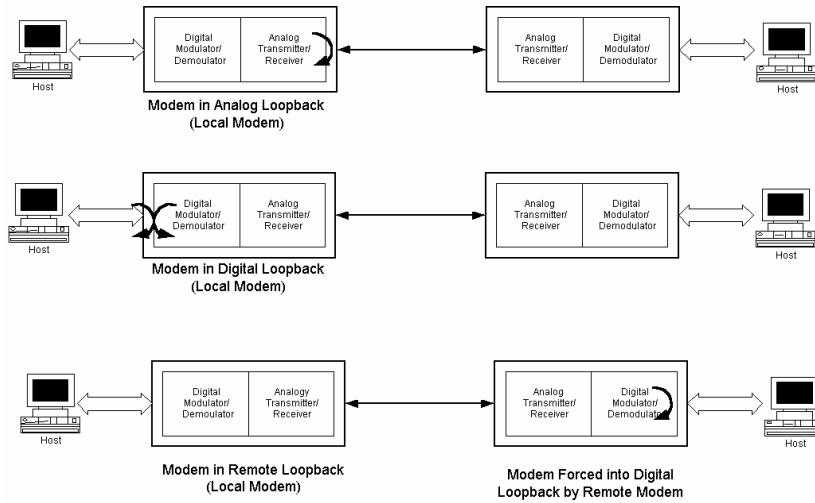 Digital
Modulator/
Demoulator
Analog
Transmitter/
Receiver
Analog
Transmitter/
Receiver
Digital
Modulator/
Demodulator
Host
Host
Modem in Analog Loopback
(Local Modem)
Digital
Modulator/
Demoulator
Analog
Transmitter/
Receiver
Analog
Transmitter/
Receiver
Digital
Modulator/
Demodulator
Host
Host
Modem in Digital Loopback
(Local Modem)
Digital
Modulator/
Demoulator
Analogy
Transmitter/
Receiver
Analog
Transmitter/
Receiver
Digital
Modulator/
Demodulator
Host
Host
Modem in Remote Loopback
(Local Modem)
Modem Forced into Digital
Loopback by Remote Modem